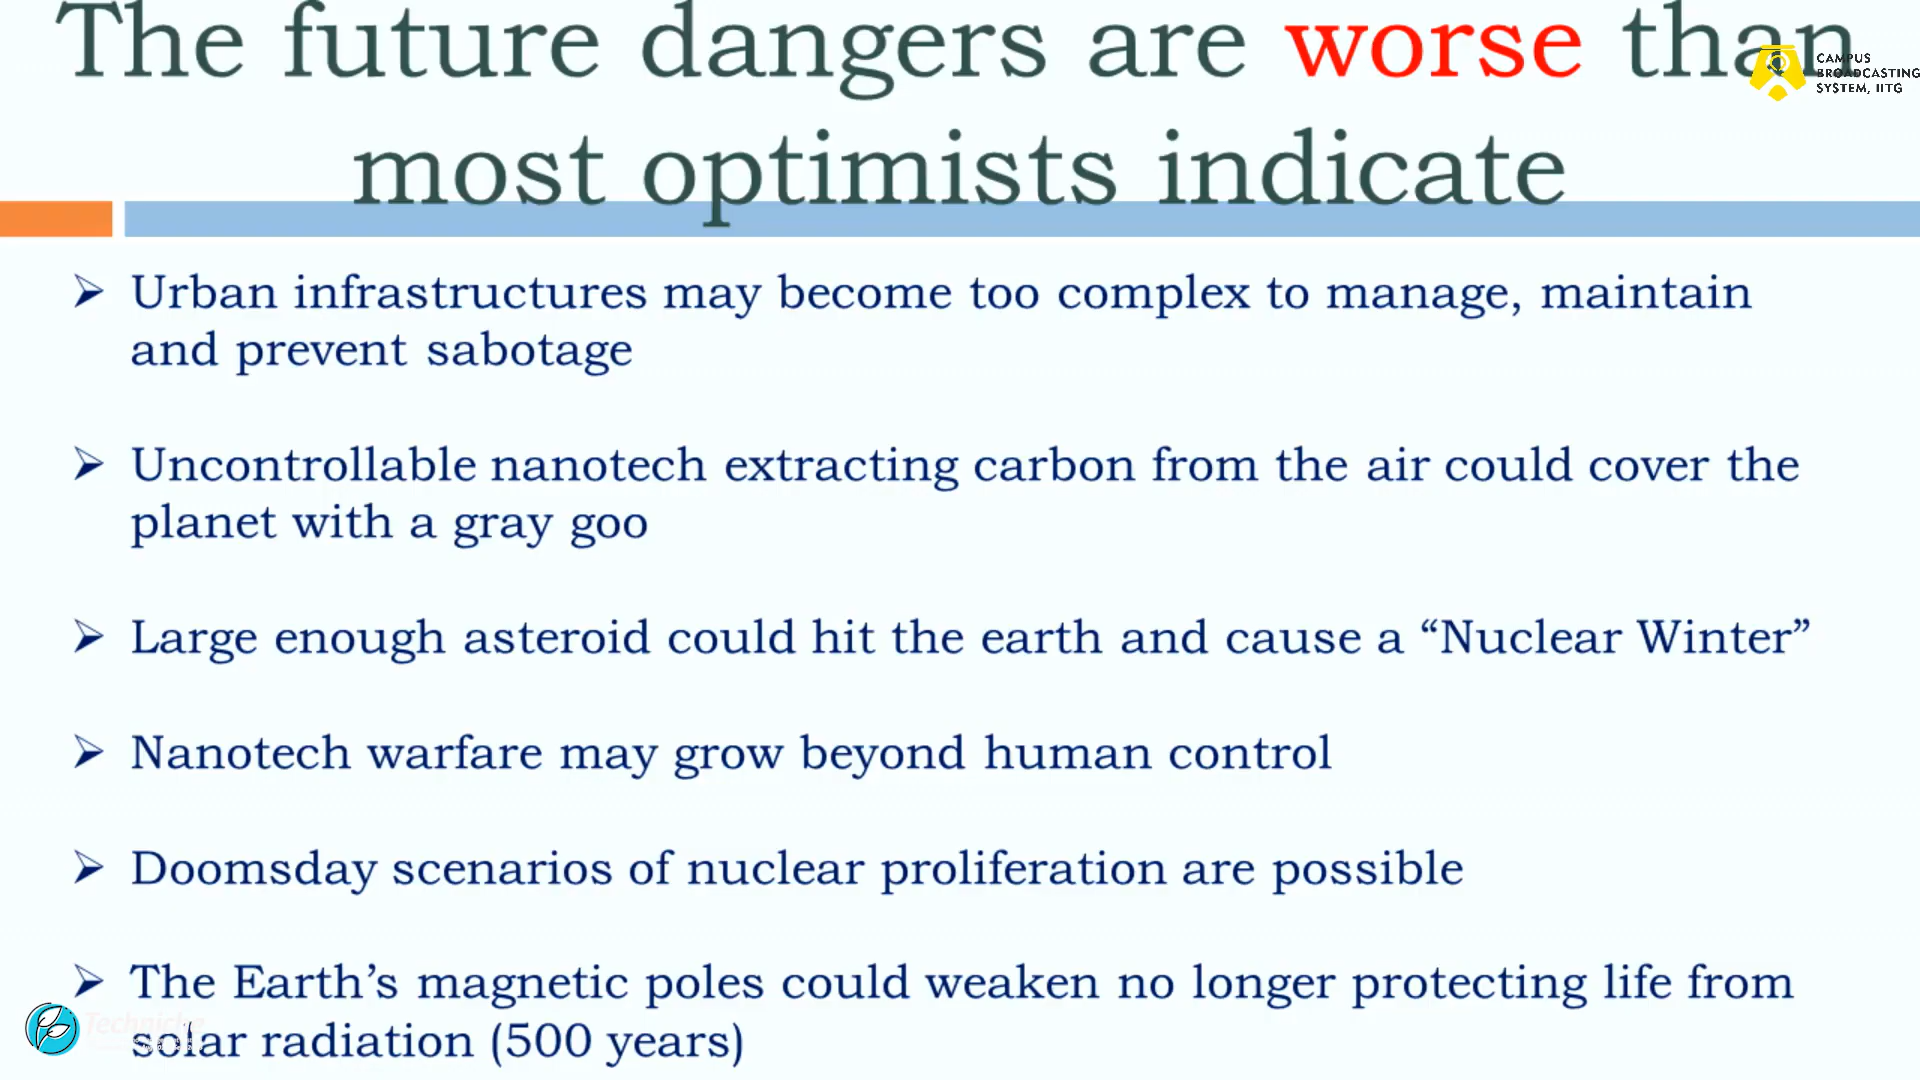 The future dangers are worse than
most optimists indicate
CAMPUS
BROADCASTING
SYSTEM, IITG
➢ Urban infrastructures may become too complex to manage, maintain
and prevent sabotage
➢ Uncontrollable nanotech extracting carbon from the air could cover the
planet with a gray goo
➢ Large enough asteroid could hit the earth and cause a “Nuclear Winter”
➢ Nanotech warfare may grow beyond human control
➢ Doomsday scenarios of nuclear proliferation are possible
➢ The Earth’s magnetic poles could weaken no longer protecting life from
solar radiation (500 years)
Techniche